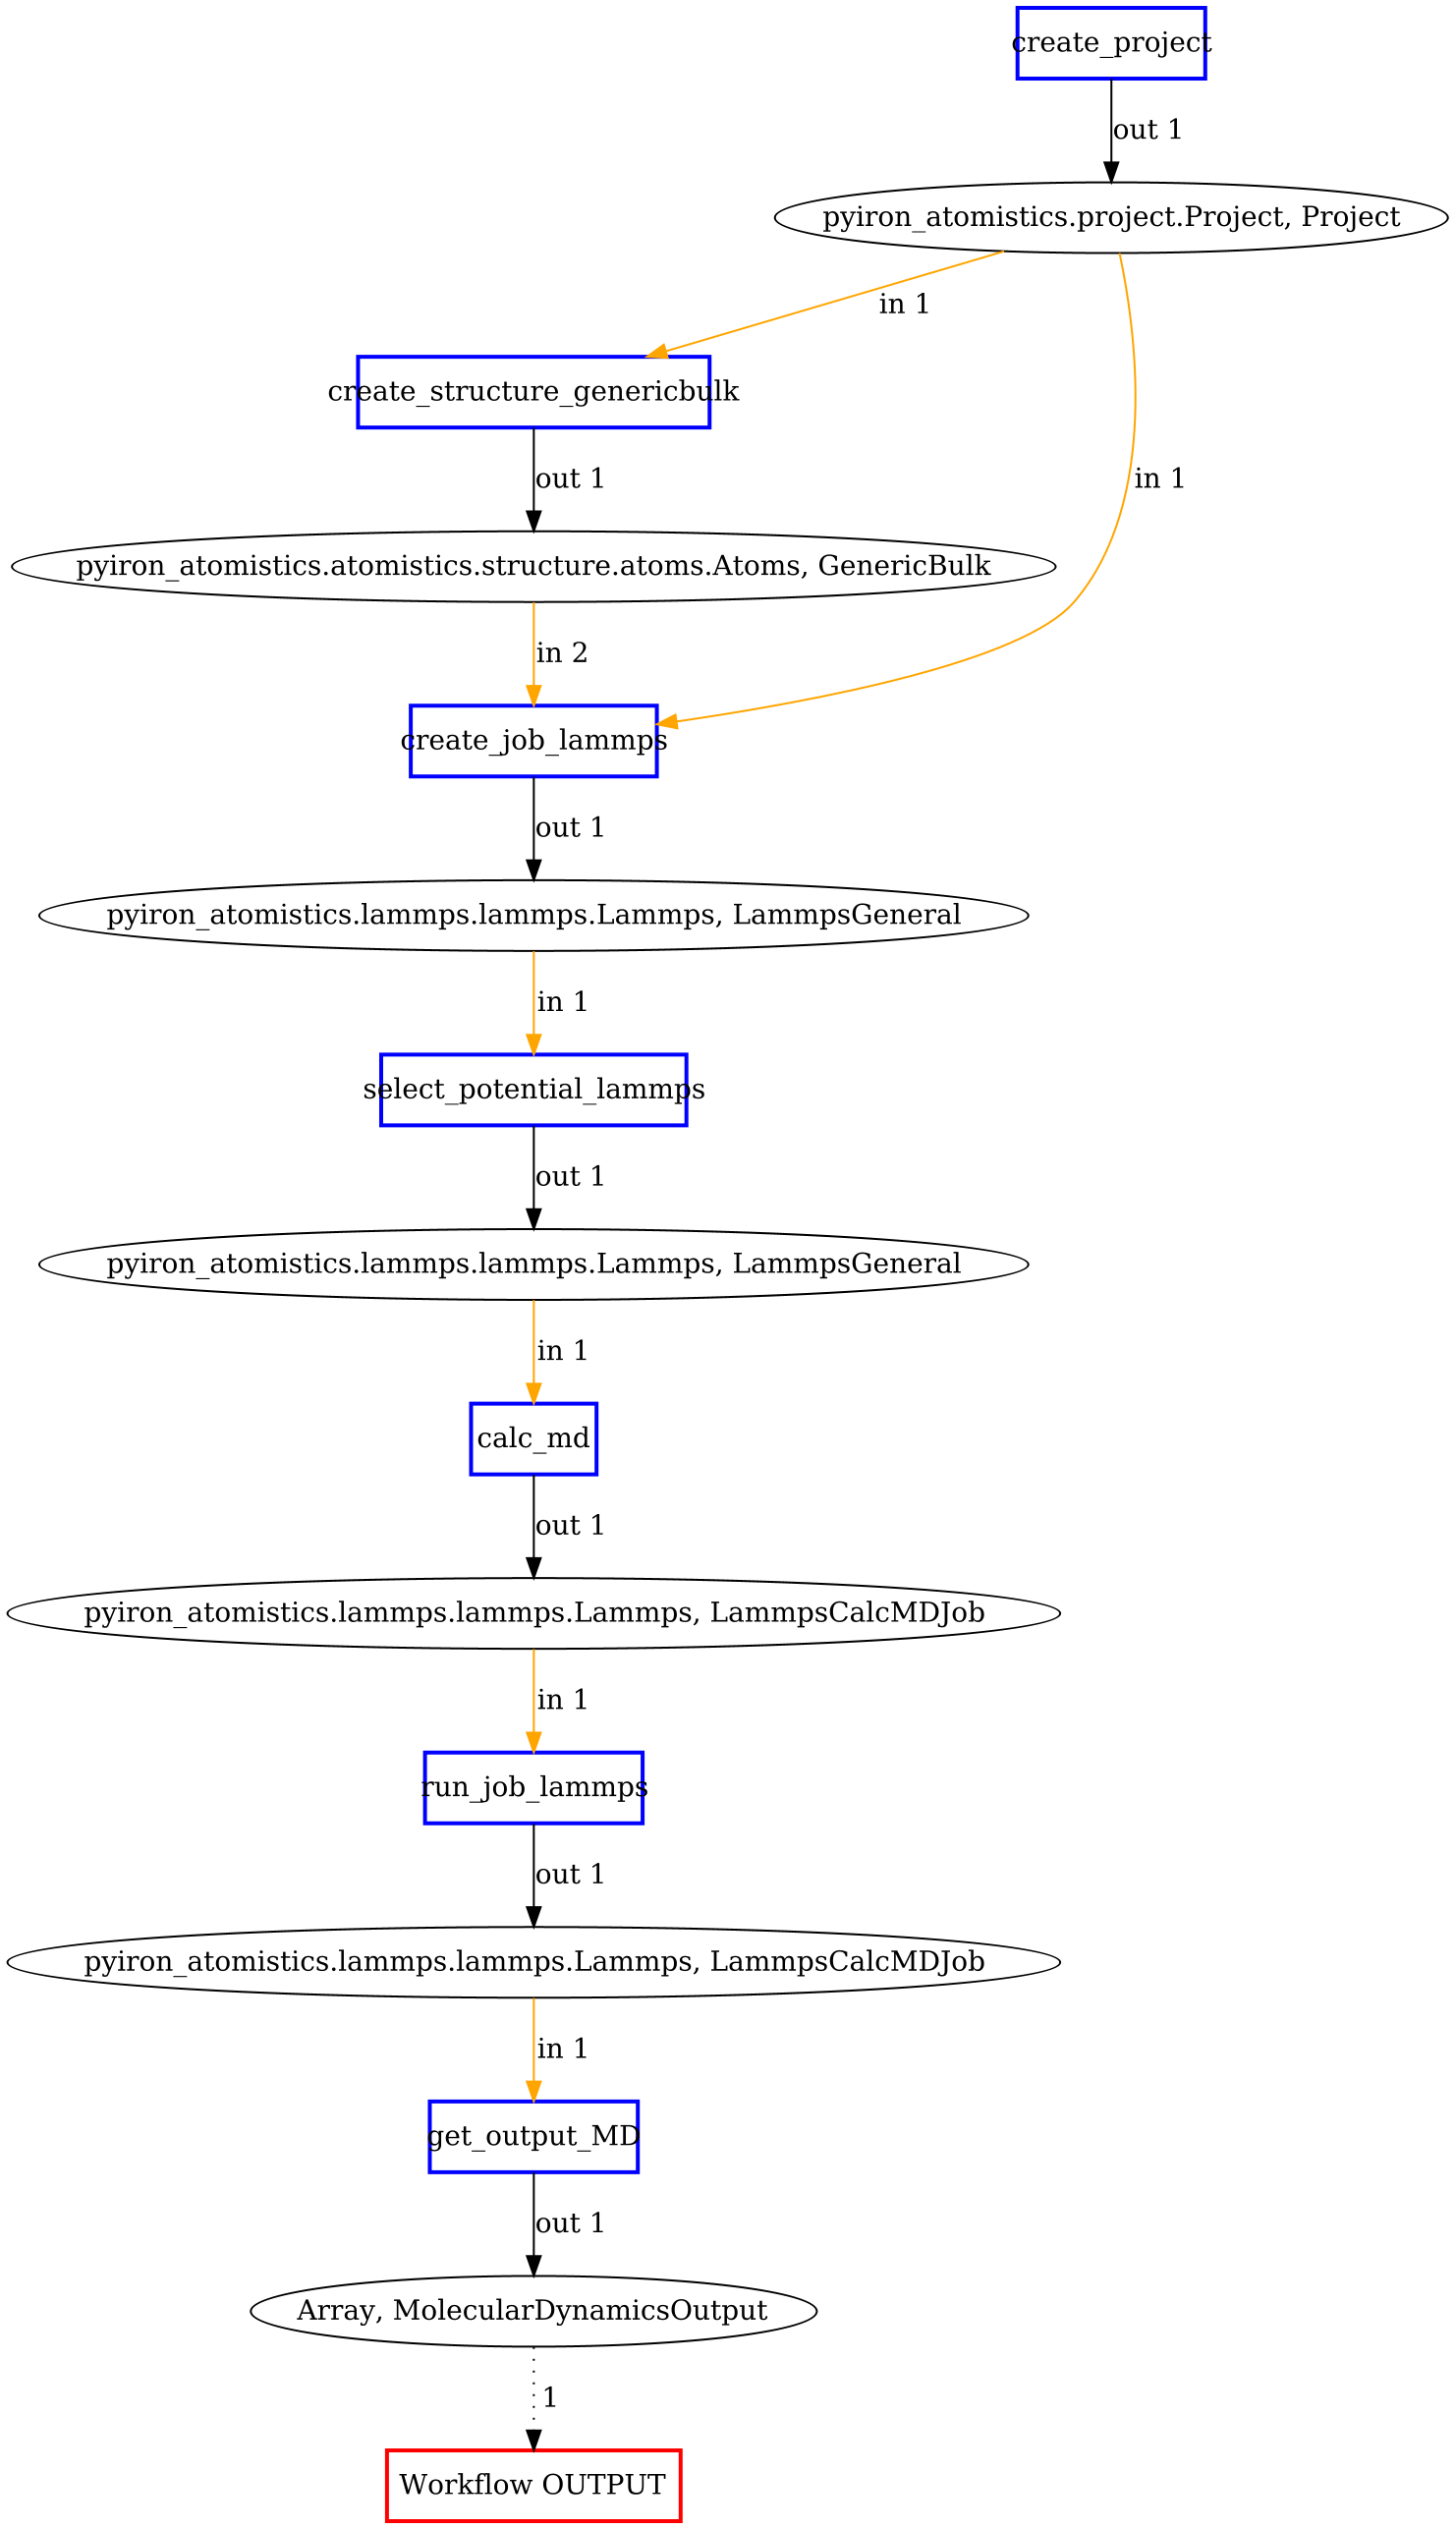 create_project
out 1
pyiron_atomistics.project.Project, Project
in 1
create_structure_genericbulk
out 1
in 1
pyiron_atomistics.atomistics.structure.atoms.Atoms, GenericBulk
in 2
create_job_lammps
out 1
pyiron_atomistics.lammps.lammps.Lammps, LammpsGeneral
in 1
select_potential_lammps
out 1
pyiron_atomistics.lammps.lammps.Lammps, LammpsGeneral
in 1
calc_md
out 1
pyiron_atomistics.lammps.lammps.Lammps, LammpsCalcMDJob
in 1
run_job_lammps
out 1
pyiron_atomistics.lammps.lammps.Lammps, LammpsCalcMDJob
in 1
get_output_MD
out 1
Array, MolecularDynamicsOutput
1
Workflow OUTPUT